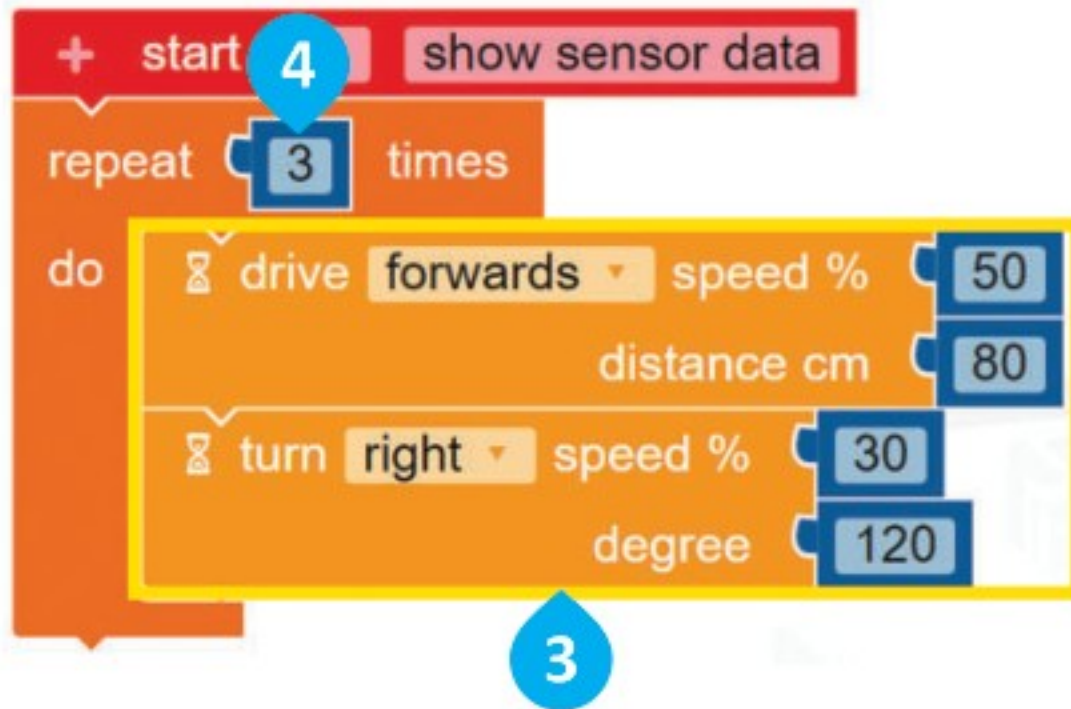 + start show sensor data
4
repeat 3 times
do drive forwards speed % 50
distance cm 80
turn right speed % 30
degree 120
3